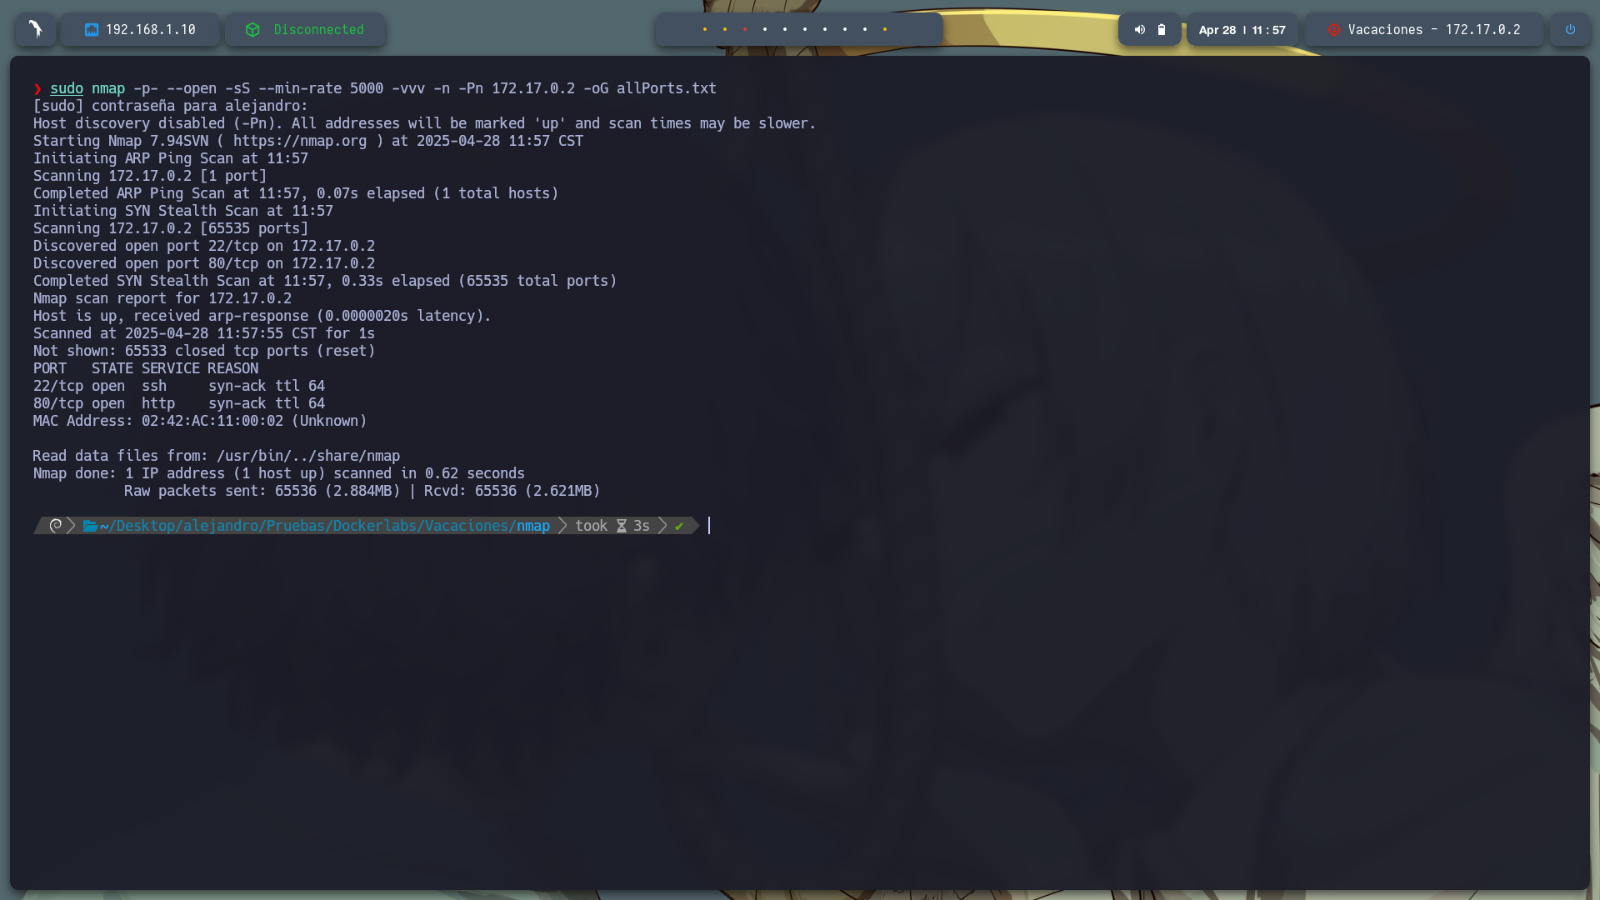 192.168.1.10
Disconnected
Apr 28 | 11:57
Vacaciones - 172.17.0.2
❯ sudo nmap -p- --open -sS --min-rate 5000 -vvv -n -Pn 172.17.0.2 -oG allPorts.txt
[sudo] contraseña para alejandro:
Host discovery disabled (-Pn). All addresses will be marked 'up' and scan times may be slower.
Starting Nmap 7.94SVN ( https://nmap.org ) at 2025-04-28 11:57 CST
Initiating ARP Ping Scan at 11:57
Scanning 172.17.0.2 [1 port]
Completed ARP Ping Scan at 11:57, 0.07s elapsed (1 total hosts)
Initiating SYN Stealth Scan at 11:57
Scanning 172.17.0.2 [65535 ports]
Discovered open port 22/tcp on 172.17.0.2
Discovered open port 80/tcp on 172.17.0.2
Completed SYN Stealth Scan at 11:57, 0.33s elapsed (65535 total ports)
Nmap scan report for 172.17.0.2
Host is up, received arp-response (0.0000020s latency).
Scanned at 2025-04-28 11:57:55 CST for 1s
Not shown: 65533 closed tcp ports (reset)
PORT   STATE SERVICE REASON
22/tcp open  ssh     syn-ack ttl 64
80/tcp open  http    syn-ack ttl 64
MAC Address: 02:42:AC:11:00:02 (Unknown)
Read data files from: /usr/bin/../share/nmap
Nmap done: 1 IP address (1 host up) scanned in 0.62 seconds
Raw packets sent: 65536 (2.884MB) | Rcvd: 65536 (2.621MB)
~/Desktop/alejandro/Pruebas/Dockerlabs/Vacaciones/nmap took 3s ✔